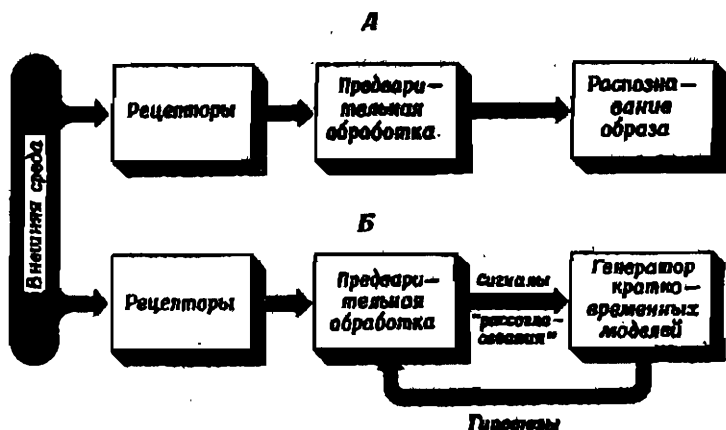 А
Внешняя среда
Рецепторы
Предвари-
тельная
обработка
Распозна-
вание
образа
Б
Рецепторы
Предвари-
тельная
обработка
Сигналы
"рассогла-
сования"
Генератор
кратко-
временных
моделей
Гипотезы